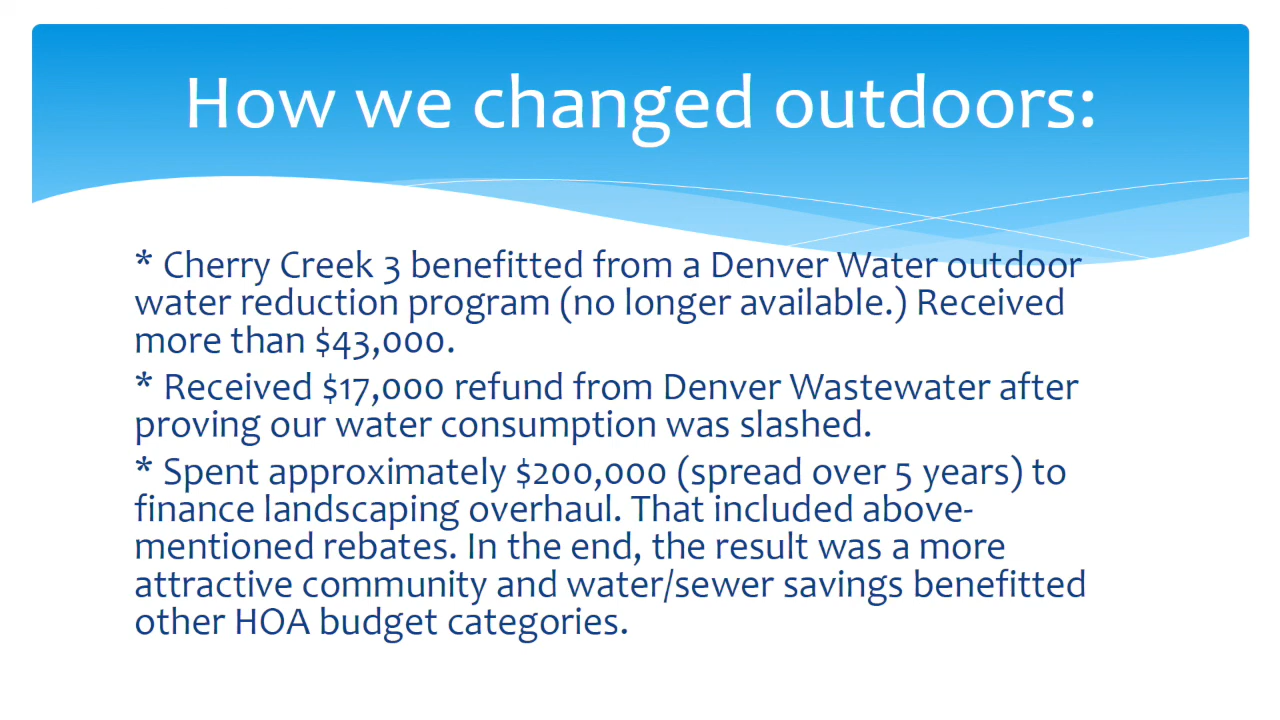 How we changed outdoors:
* Cherry Creek 3 benefitted from a Denver Water outdoor
water reduction program (no longer available.) Received
more than $43,000.
* Received $17,000 refund from Denver Wastewater after
proving our water consumption was slashed.
* Spent approximately $200,000 (spread over 5 years) to
finance landscaping overhaul. That included above-
mentioned rebates. In the end, the result was a more
attractive community and water/sewer savings benefitted
other HOA budget categories.